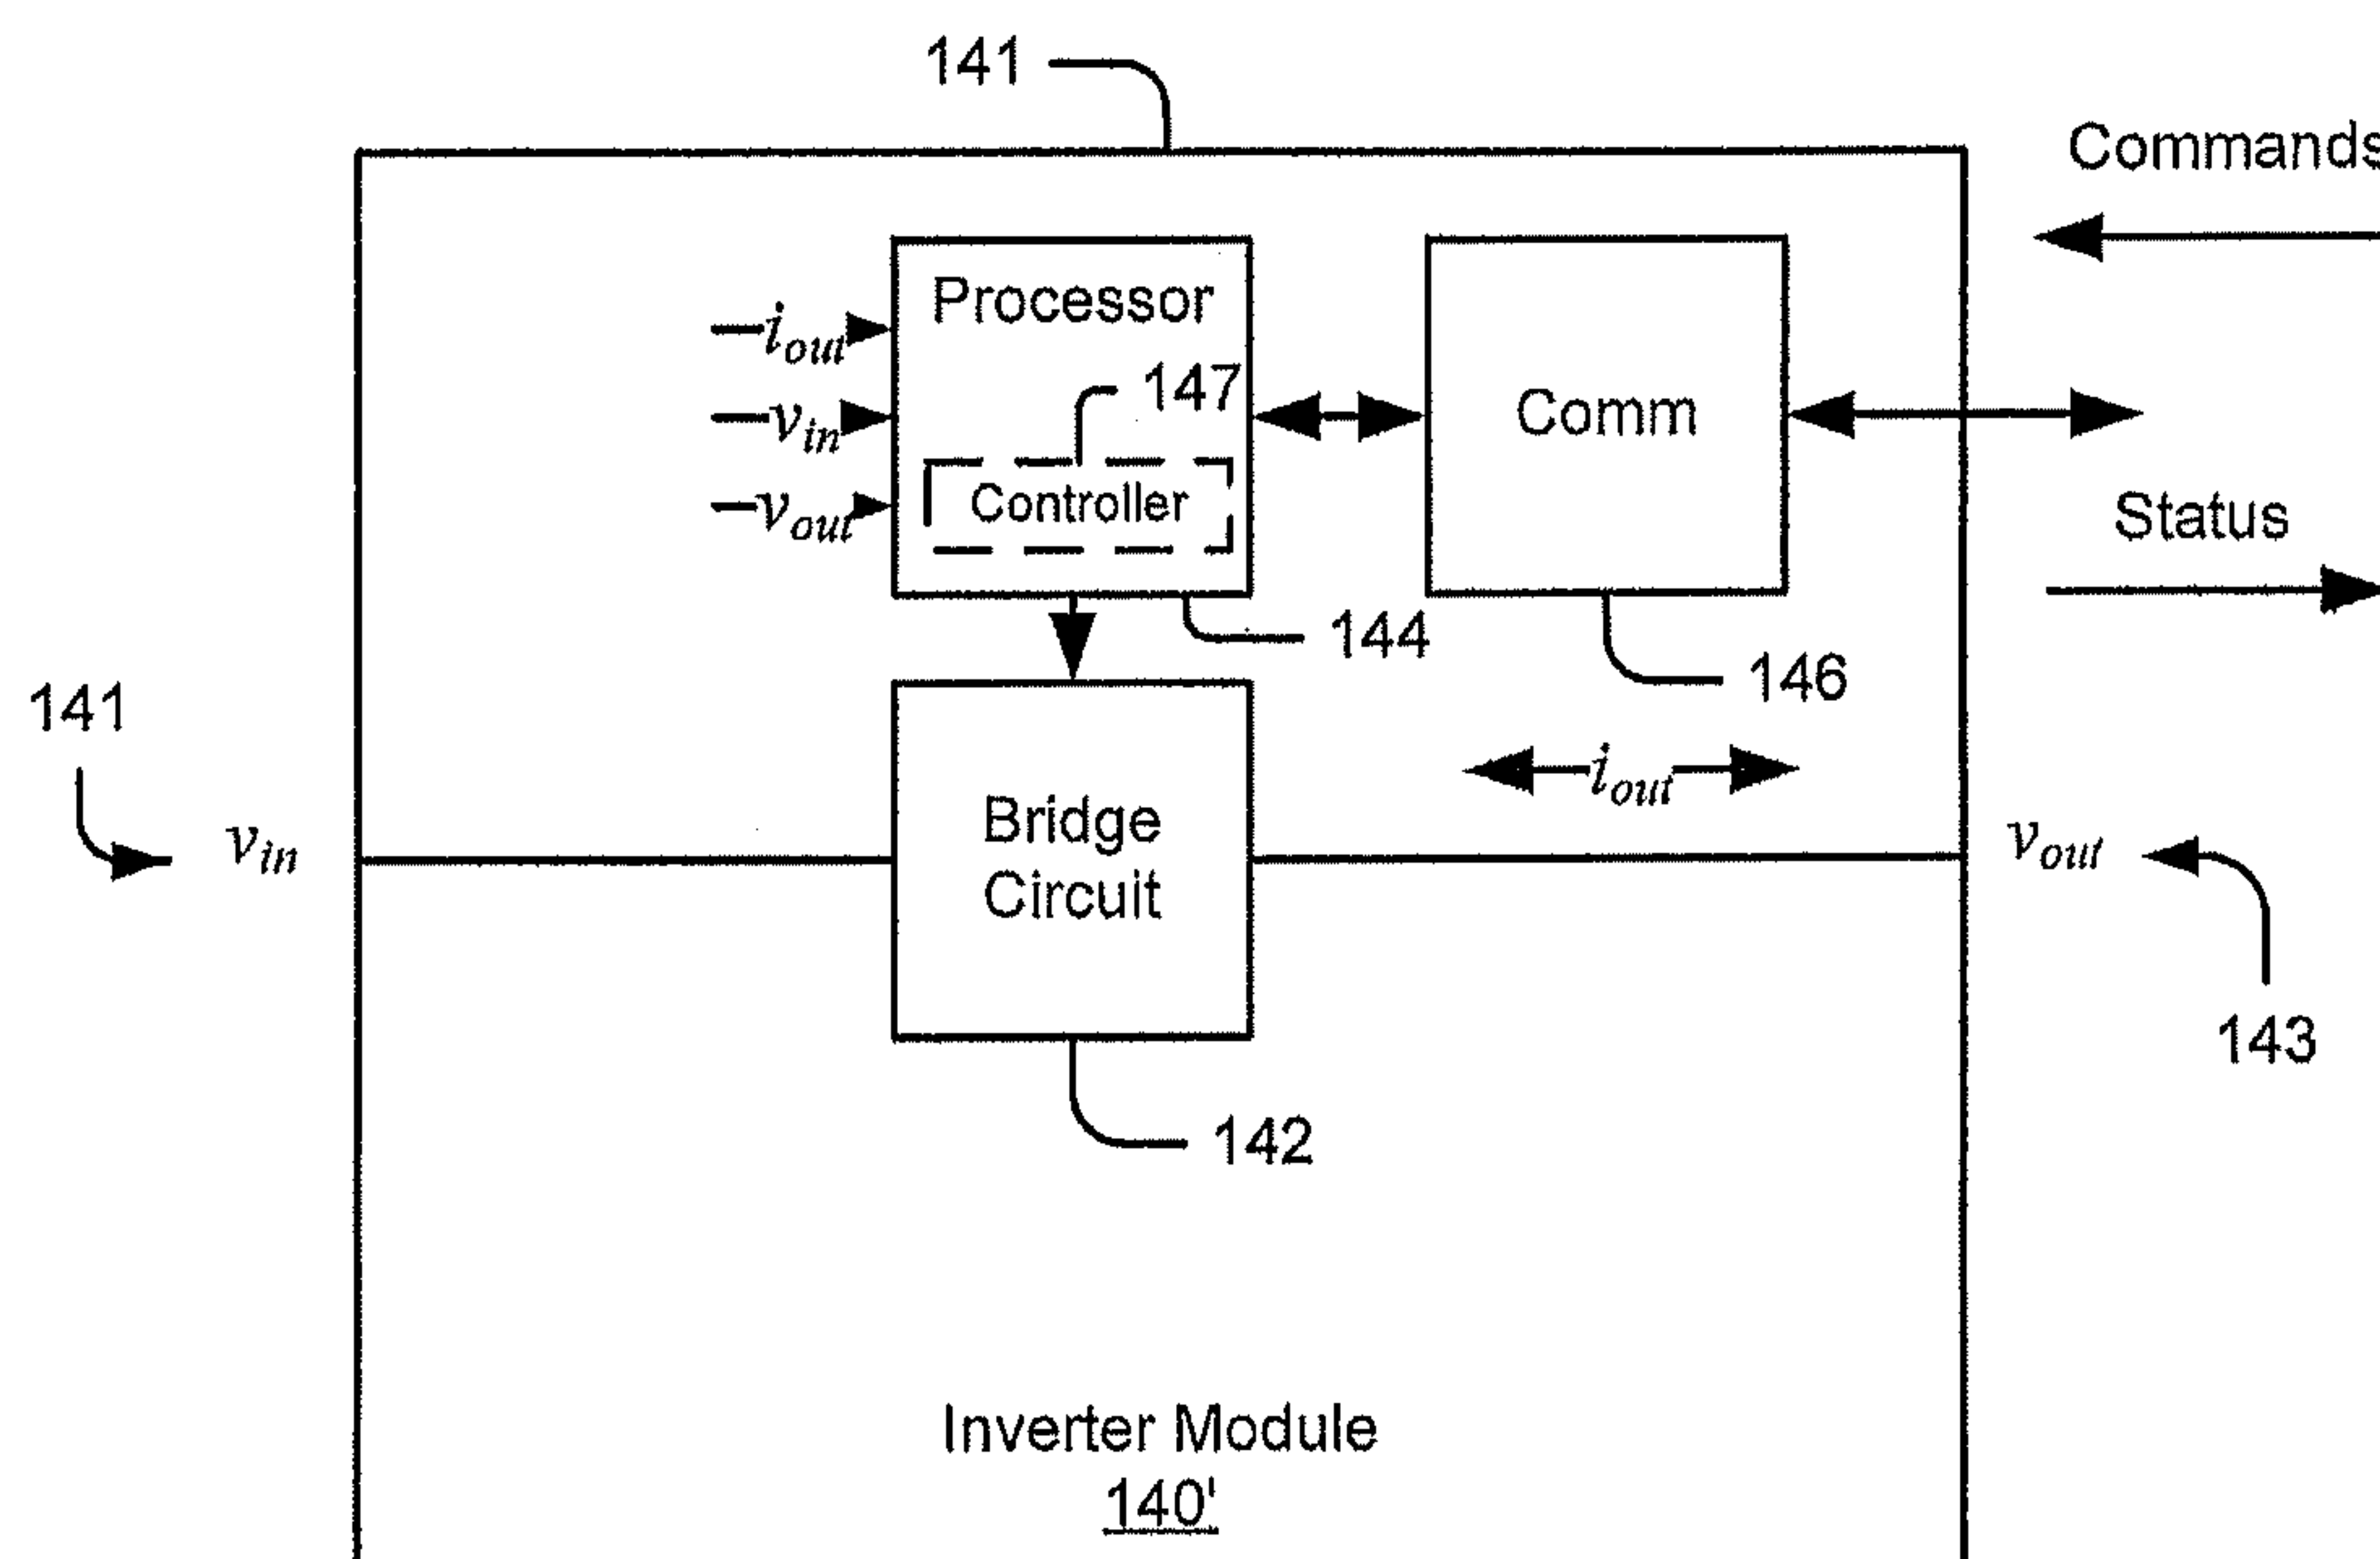 141
Commands
Processor
i_out
147
v_in
Comm
Controller
v_out
Status
144
146
141
i_out
Bridge
Circuit
v_in
v_out
143
142
Inverter Module
140'